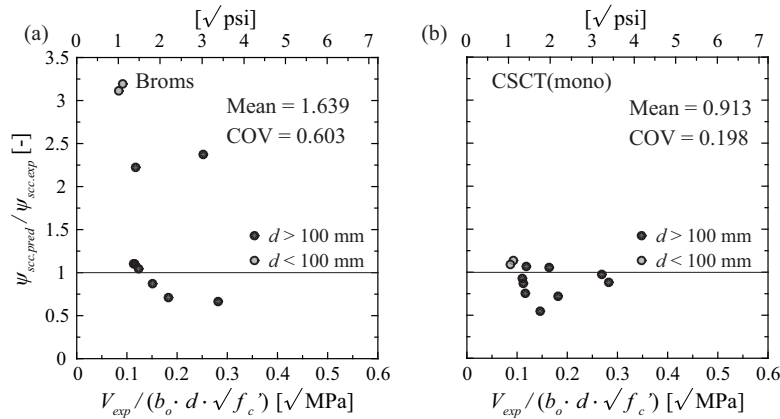 [√psi]
(a) 0 1 2 3 4 5 6 7
(b) 0 1 2 3 4 5 6 7
[√psi]
Broms
Mean = 1.639
COV = 0.603
d > 100 mm
d < 100 mm
ψscc.pred / ψscc.exp [-]
3.5
3
2.5
2
1.5
1
0.5
0
0.1 0.2 0.3 0.4 0.5 0.6
Vexp / (bo · d · √fc’) [√MPa]
CSCT(mono)
Mean = 0.913
COV = 0.198
d > 100 mm
d < 100 mm
0 0.1 0.2 0.3 0.4 0.5 0.6
Vexp / (bo · d · √fc’) [√MPa]